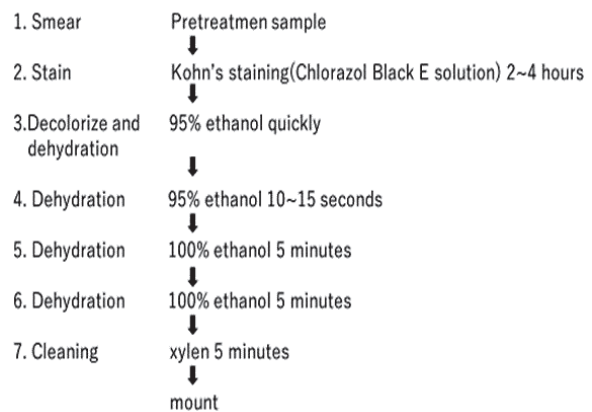 1. Smear Pretreatmen sample
2. Stain Kohn's staining(Chlorazol Black E solution) 2~4 hours
3.Decolorize and 95% ethanol quickly
dehydration
4. Dehydration 95% ethanol 10~15 seconds
5. Dehydration 100% ethanol 5 minutes
6. Dehydration 100% ethanol 5 minutes
7. Cleaning xylen 5 minutes
mount